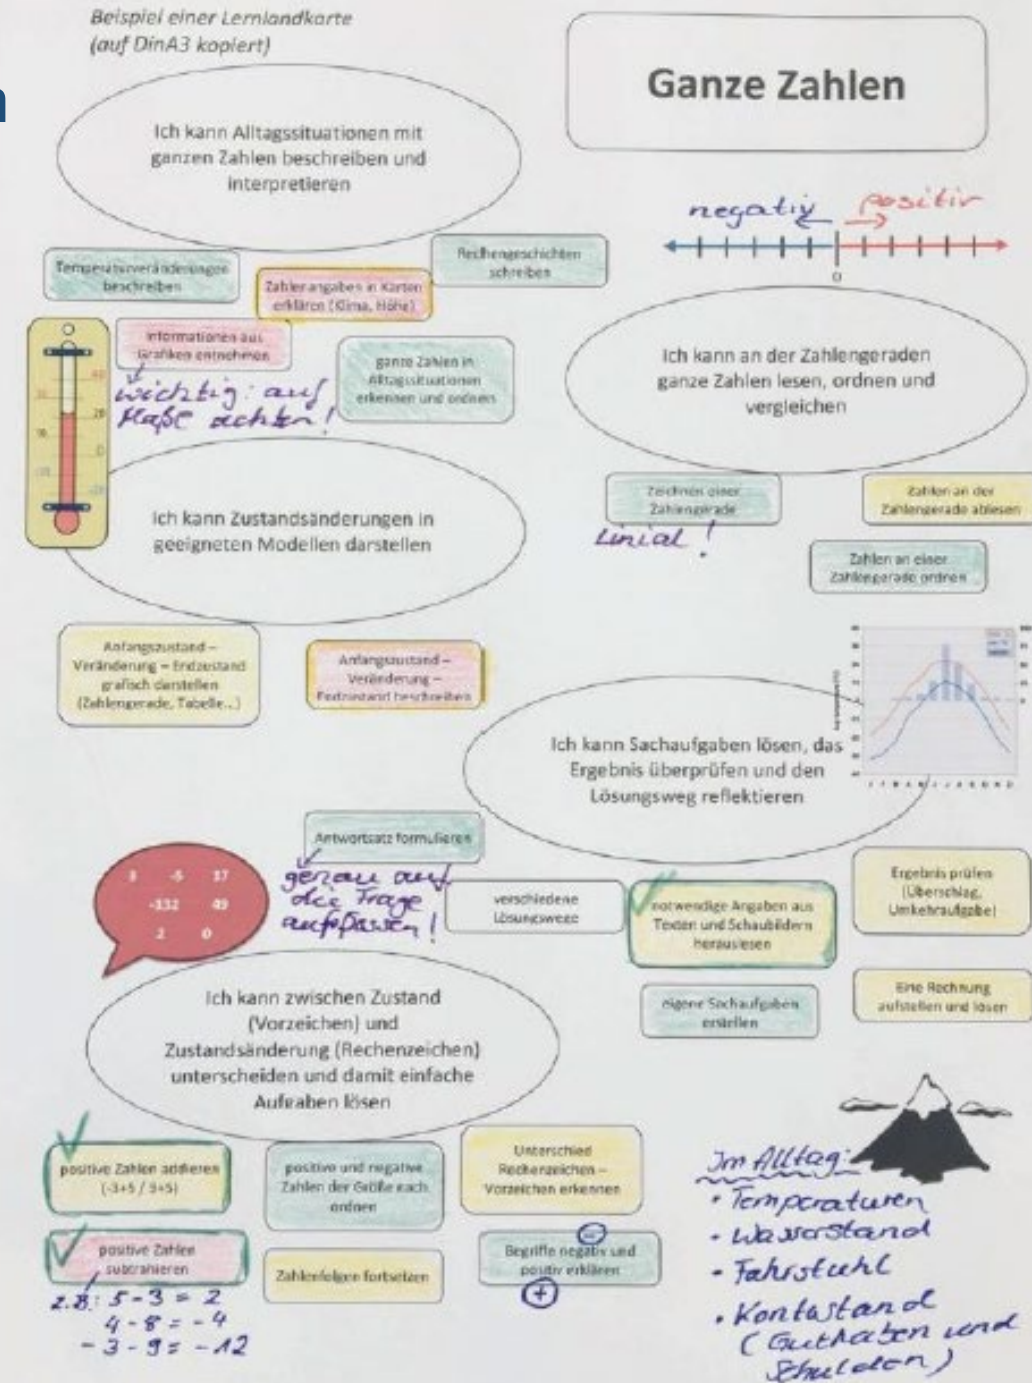 Beispiel einer Lernlandkarte
(auf DinA3 kopiert)
n
Ganze Zahlen
Ich kann Alltagssituationen mit
ganzen Zahlen beschreiben und
interpretieren
negativ
positiv
0
Temperaturveränderungen
beschreiben
Zahlenangaben in Karten
erklären (Klima, Höhe)
Rechengeschichten
schreiben
Informationen aus
Grafiken entnehmen
wichtig: auf
Maße achten!
ganze Zahlen in
Alltagssituationen
erkennen und ordnen
Ich kann an der Zahlengeraden
ganze Zahlen lesen, ordnen und
vergleichen
20
0
Zeichnen einer
Zahlengerade
Linial!
Zahlen an der
Zahlengerade ablesen
Zahlen an einer
Zahlengerade ordnen
Ich kann Zustandsänderungen in
geeigneten Modellen darstellen
Anfangszustand –
Veränderung – Endzustand
grafisch darstellen
(Zahlengerade, Tabelle...)
Anfangszustand –
Veränderung –
Endzustand beschreiben
Ich kann Sachaufgaben lösen, das
Ergebnis überprüfen und den
Lösungsweg reflektieren
J F M A M J J A S O N D
Antwortsatz formulieren
genau auf
die Frage
aufpassen!
verschiedene
Lösungswege
notwendige Angaben aus
Texten und Schaubildern
herauslesen
Ergebnis prüfen
(Überschlag,
Umkehraufgabe)
eigene Sachaufgaben
erstellen
Eine Rechnung
aufstellen und lösen
3 -5 17
-132 49
2 0
Ich kann zwischen Zustand
(Vorzeichen) und
Zustandsänderung (Rechenzeichen)
unterscheiden und damit einfache
Aufgaben lösen
positive Zahlen addieren
(-3+5 / 3+5)
positive und negative
Zahlen der Größe nach
ordnen
Unterschied
Rechenzeichen –
Vorzeichen erkennen
positive Zahlen
subtrahieren
z.B: 5 - 3 = 2
4 - 8 = - 4
- 3 - 9 = - 12
Zahlenfolgen fortsetzen
-
Begriffe negativ und
positiv erklären
+
Im Alltag:
• Temperaturen
• Wasserstand
• Fahrstuhl
• Kontostand
(Guthaben und
Schulden)